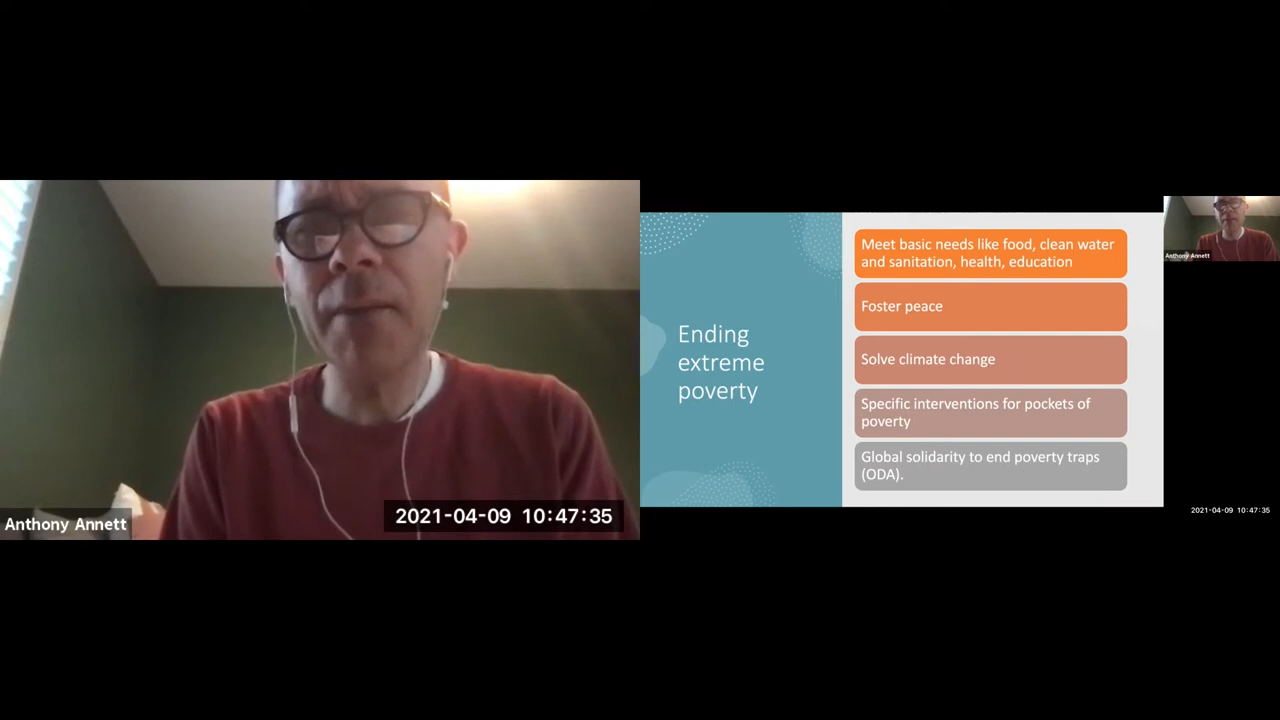 Anthony Annett
2021-04-09 10:47:35
Ending
extreme
poverty
Meet basic needs like food, clean water
and sanitation, health, education
Foster peace
Solve climate change
Specific interventions for pockets of
poverty
Global solidarity to end poverty traps
(ODA).
Anthony Annett
2021-04-09 10:47:35